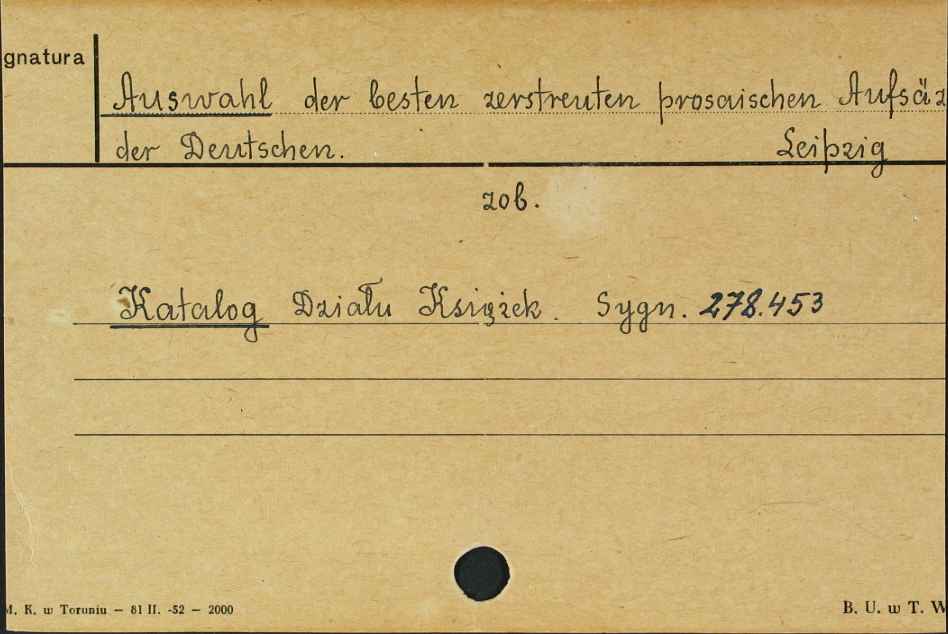 gnatura
Auswahl der besten zerstreuten prosaischen Aufsäz
der Deutschen. Leipzig
zob.
Katalog Działu Książek. Sygn. 278.453
M. K. w Toruniu — 81 II. -52 — 2000
B. U. w T. W